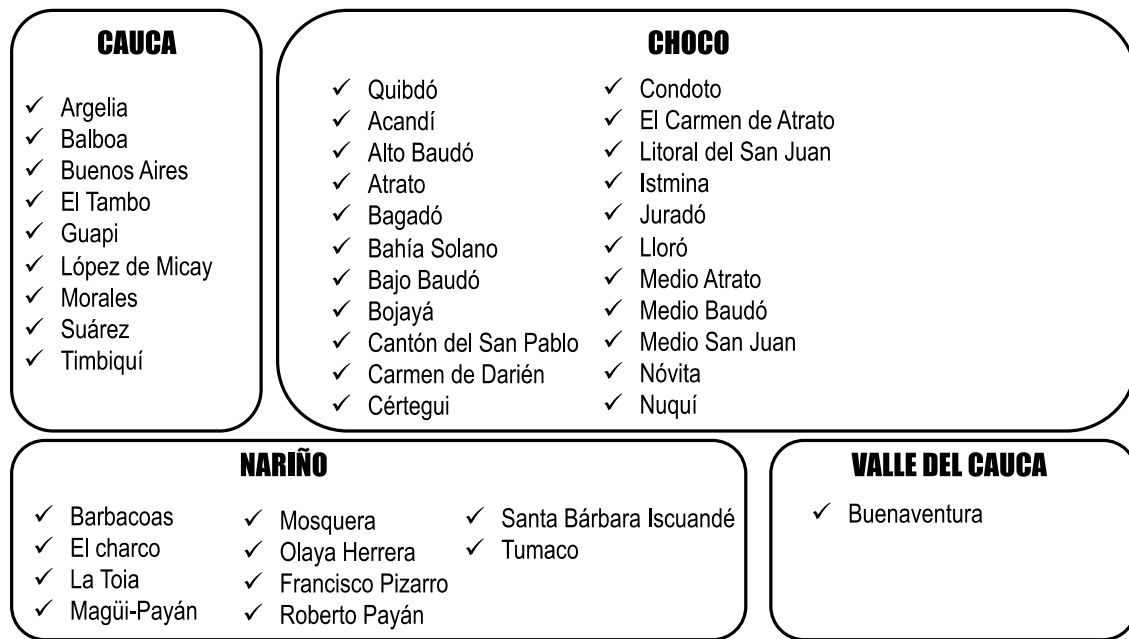 CAUCA
✓ Argelia
✓ Balboa
✓ Buenos Aires
✓ El Tambo
✓ Guapi
✓ López de Micay
✓ Morales
✓ Suárez
✓ Timbiquí
CHOCO
✓ Quibdó
✓ Acandí
✓ Alto Baudó
✓ Atrato
✓ Bagadó
✓ Bahía Solano
✓ Bajo Baudó
✓ Bojayá
✓ Cantón del San Pablo
✓ Carmen de Darién
✓ Cértegui
✓ Condoto
✓ El Carmen de Atrato
✓ Litoral del San Juan
✓ Istmina
✓ Juradó
✓ Lloró
✓ Medio Atrato
✓ Medio Baudó
✓ Medio San Juan
✓ Nóvita
✓ Nuquí
NARIÑO
✓ Barbacoas
✓ El charco
✓ La Toia
✓ Magüi-Payán
✓ Mosquera
✓ Olaya Herrera
✓ Francisco Pizarro
✓ Roberto Payán
✓ Santa Bárbara Iscuandé
✓ Tumaco
VALLE DEL CAUCA
✓ Buenaventura